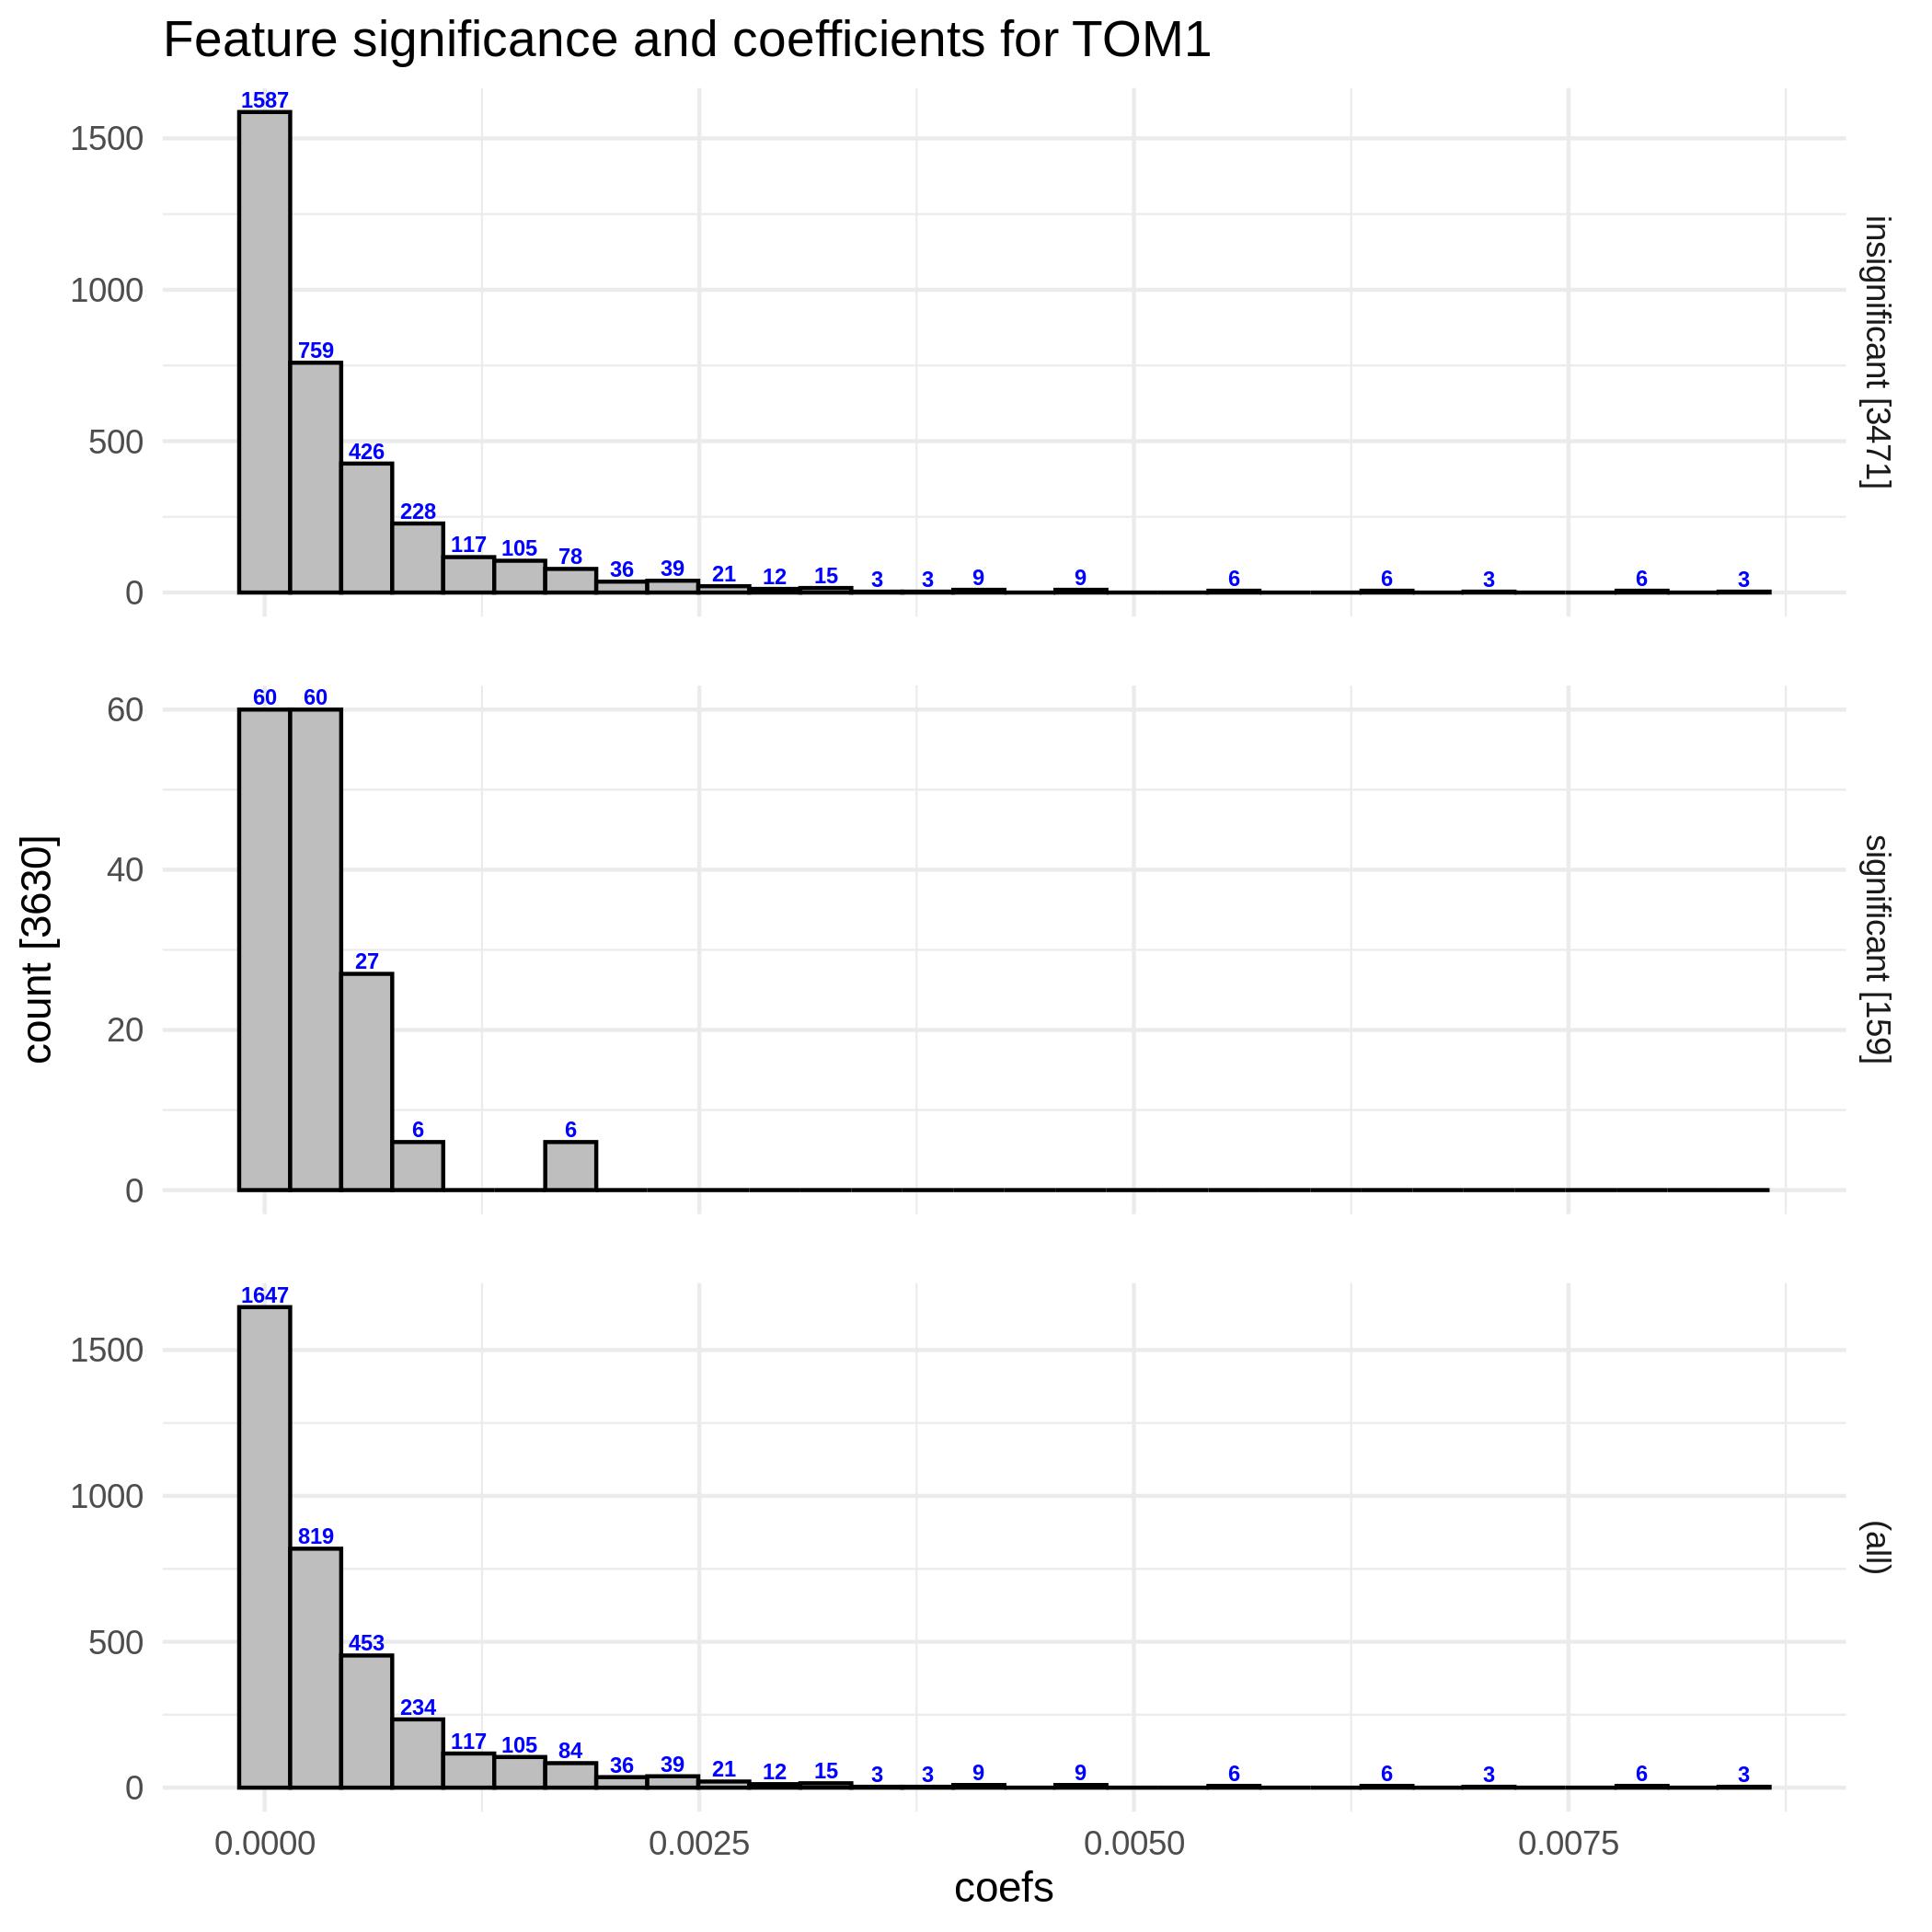 Feature significance and coefficients for TOM1
1587
1500
759
1000
426
500
228
117 105 78 36 39 21 12 15 3 3 9 9 6 6 3 6 3
0
insignificant [3471]
60 60
60
40
27
20
6 6
0
significant [159]
count [3630]
1647
1500
1000
819
500
453
234
117 105 84 36 39 21 12 15 3 3 9 9 6 6 3 6 3
0
(all)
0.0000 0.0025 0.0050 0.0075
coefs